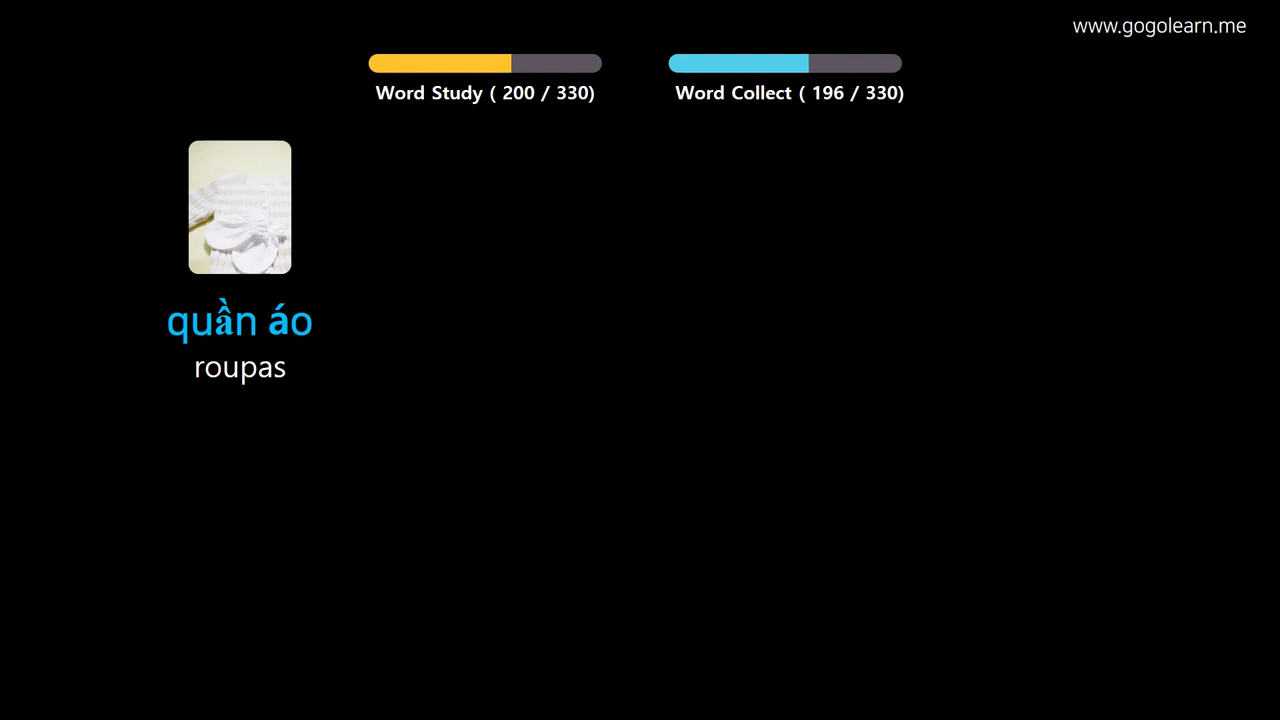 www.gogolearn.me
Word Study ( 200 / 330)
Word Collect ( 196 / 330)
quần áo
roupas